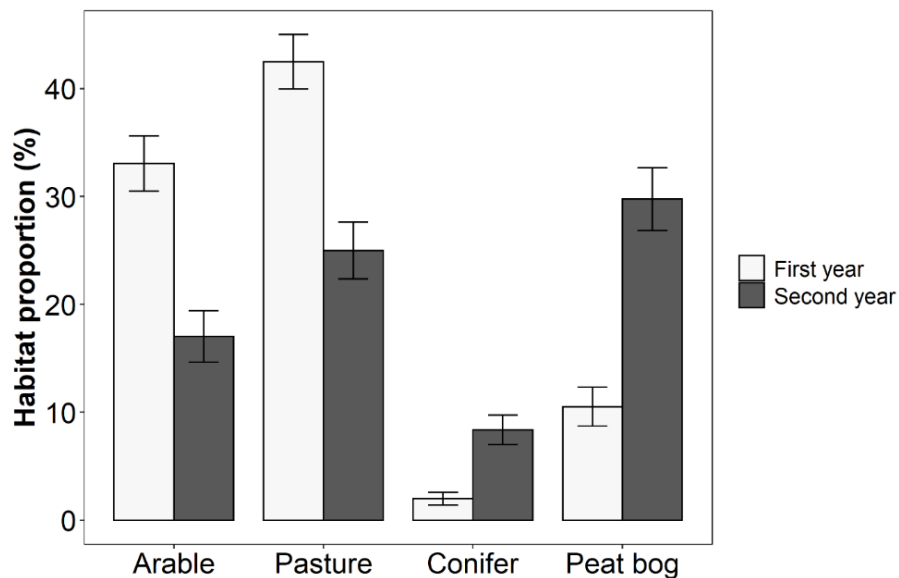 Habitat proportion (%)
40
30
20
10
0
Arable Pasture Conifer Peat bog
First year
Second year